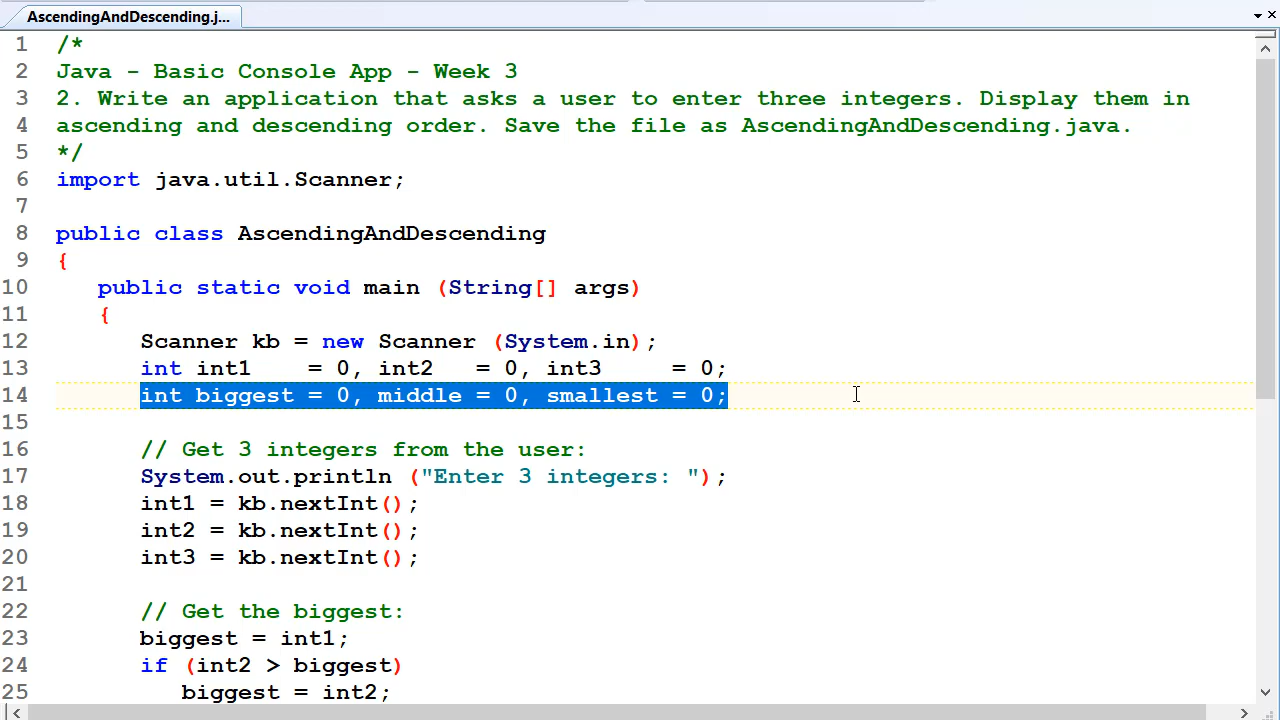 AscendingAndDescending.j...
1 /*
2 Java - Basic Console App - Week 3
3 2. Write an application that asks a user to enter three integers. Display them in
4 ascending and descending order. Save the file as AscendingAndDescending.java.
5 */
6 import java.util.Scanner;
7
8 public class AscendingAndDescending
9 {
10 public static void main (String[] args)
11 {
12 Scanner kb = new Scanner (System.in);
13 int int1 = 0, int2 = 0, int3 = 0;
14 int biggest = 0, middle = 0, smallest = 0;
15
16 // Get 3 integers from the user:
17 System.out.println ("Enter 3 integers: ");
18 int1 = kb.nextInt();
19 int2 = kb.nextInt();
20 int3 = kb.nextInt();
21
22 // Get the biggest:
23 biggest = int1;
24 if (int2 > biggest)
25 biggest = int2;